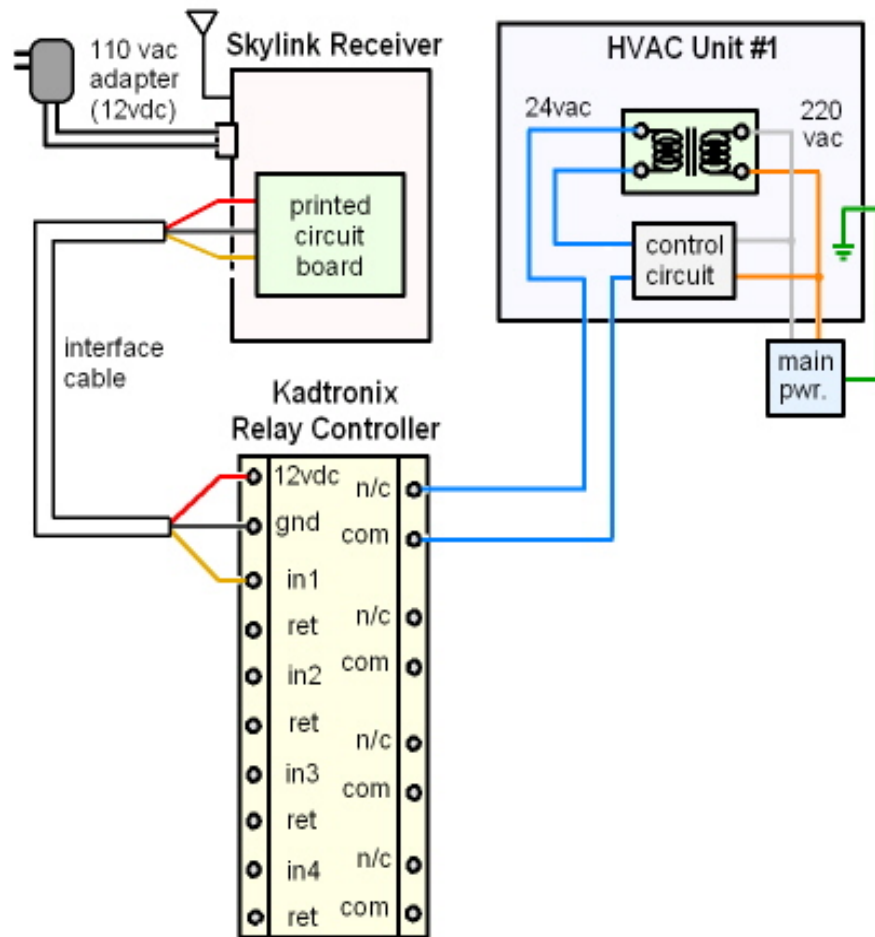 110 vac
adapter
(12vdc)
Skylink Receiver
printed
circuit
board
interface
cable
HVAC Unit #1
24vac
220
vac
control
circuit
main
pwr.
Kadtronix
Relay Controller
12vdc
n/c
gnd
com
in1
n/c
ret
com
in2
ret
n/c
in3
com
ret
n/c
in4
com
ret